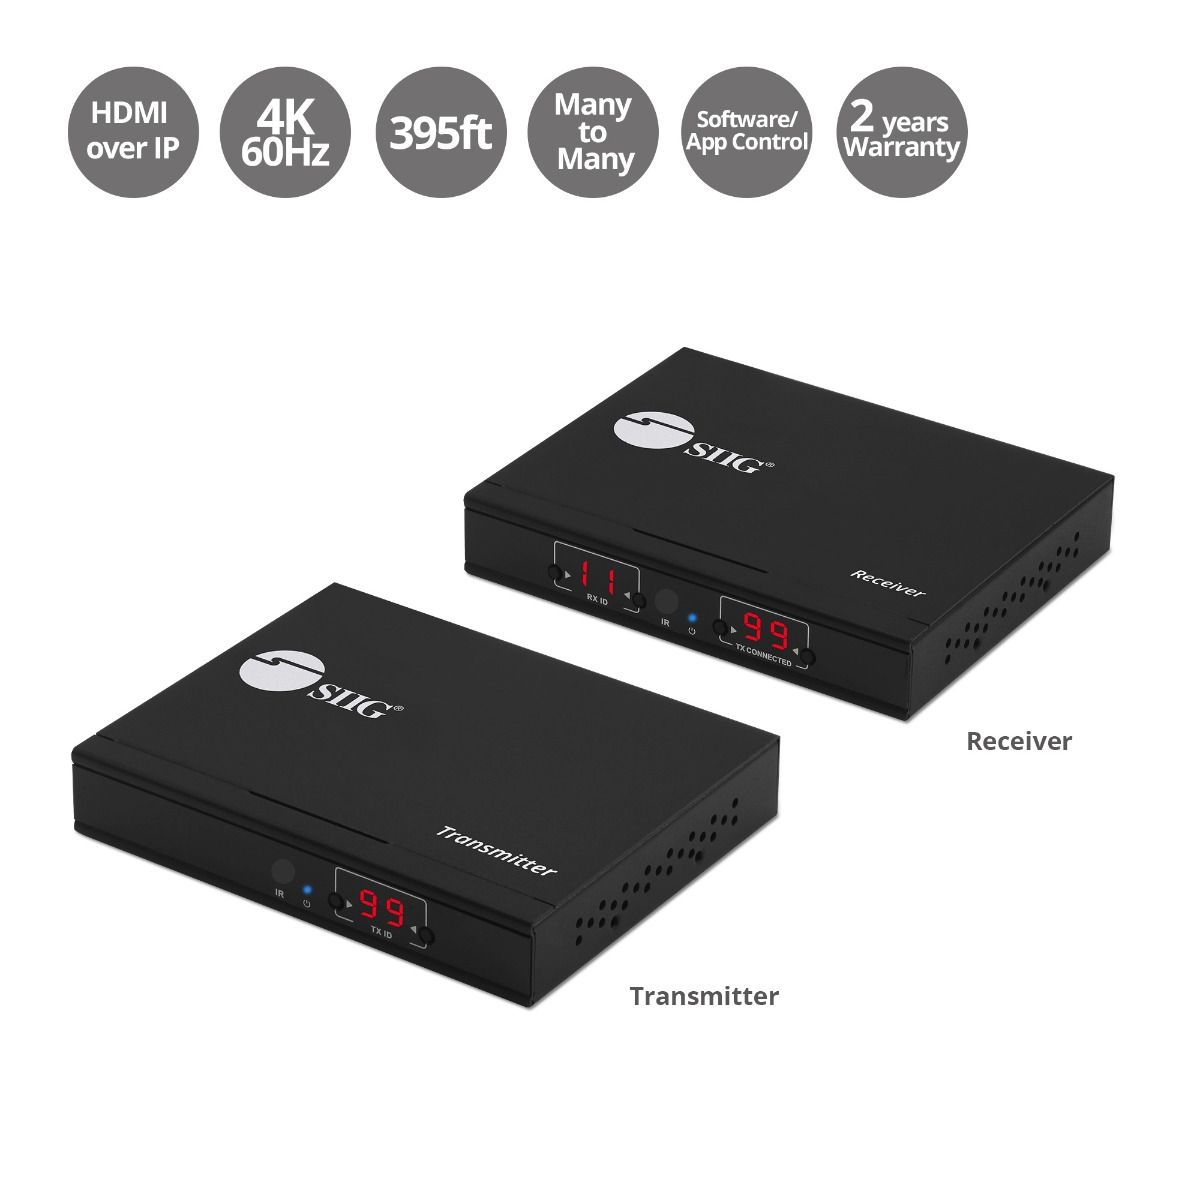 HDMI
over IP
4K
60Hz
395ft
Many
to
Many
Software/
App Control
2 years
Warranty
SIIG®
Receiver
11
RX ID
IR
99
TX CONNECTED
Receiver
SIIG®
Transmitter
IR
99
TX ID
Transmitter